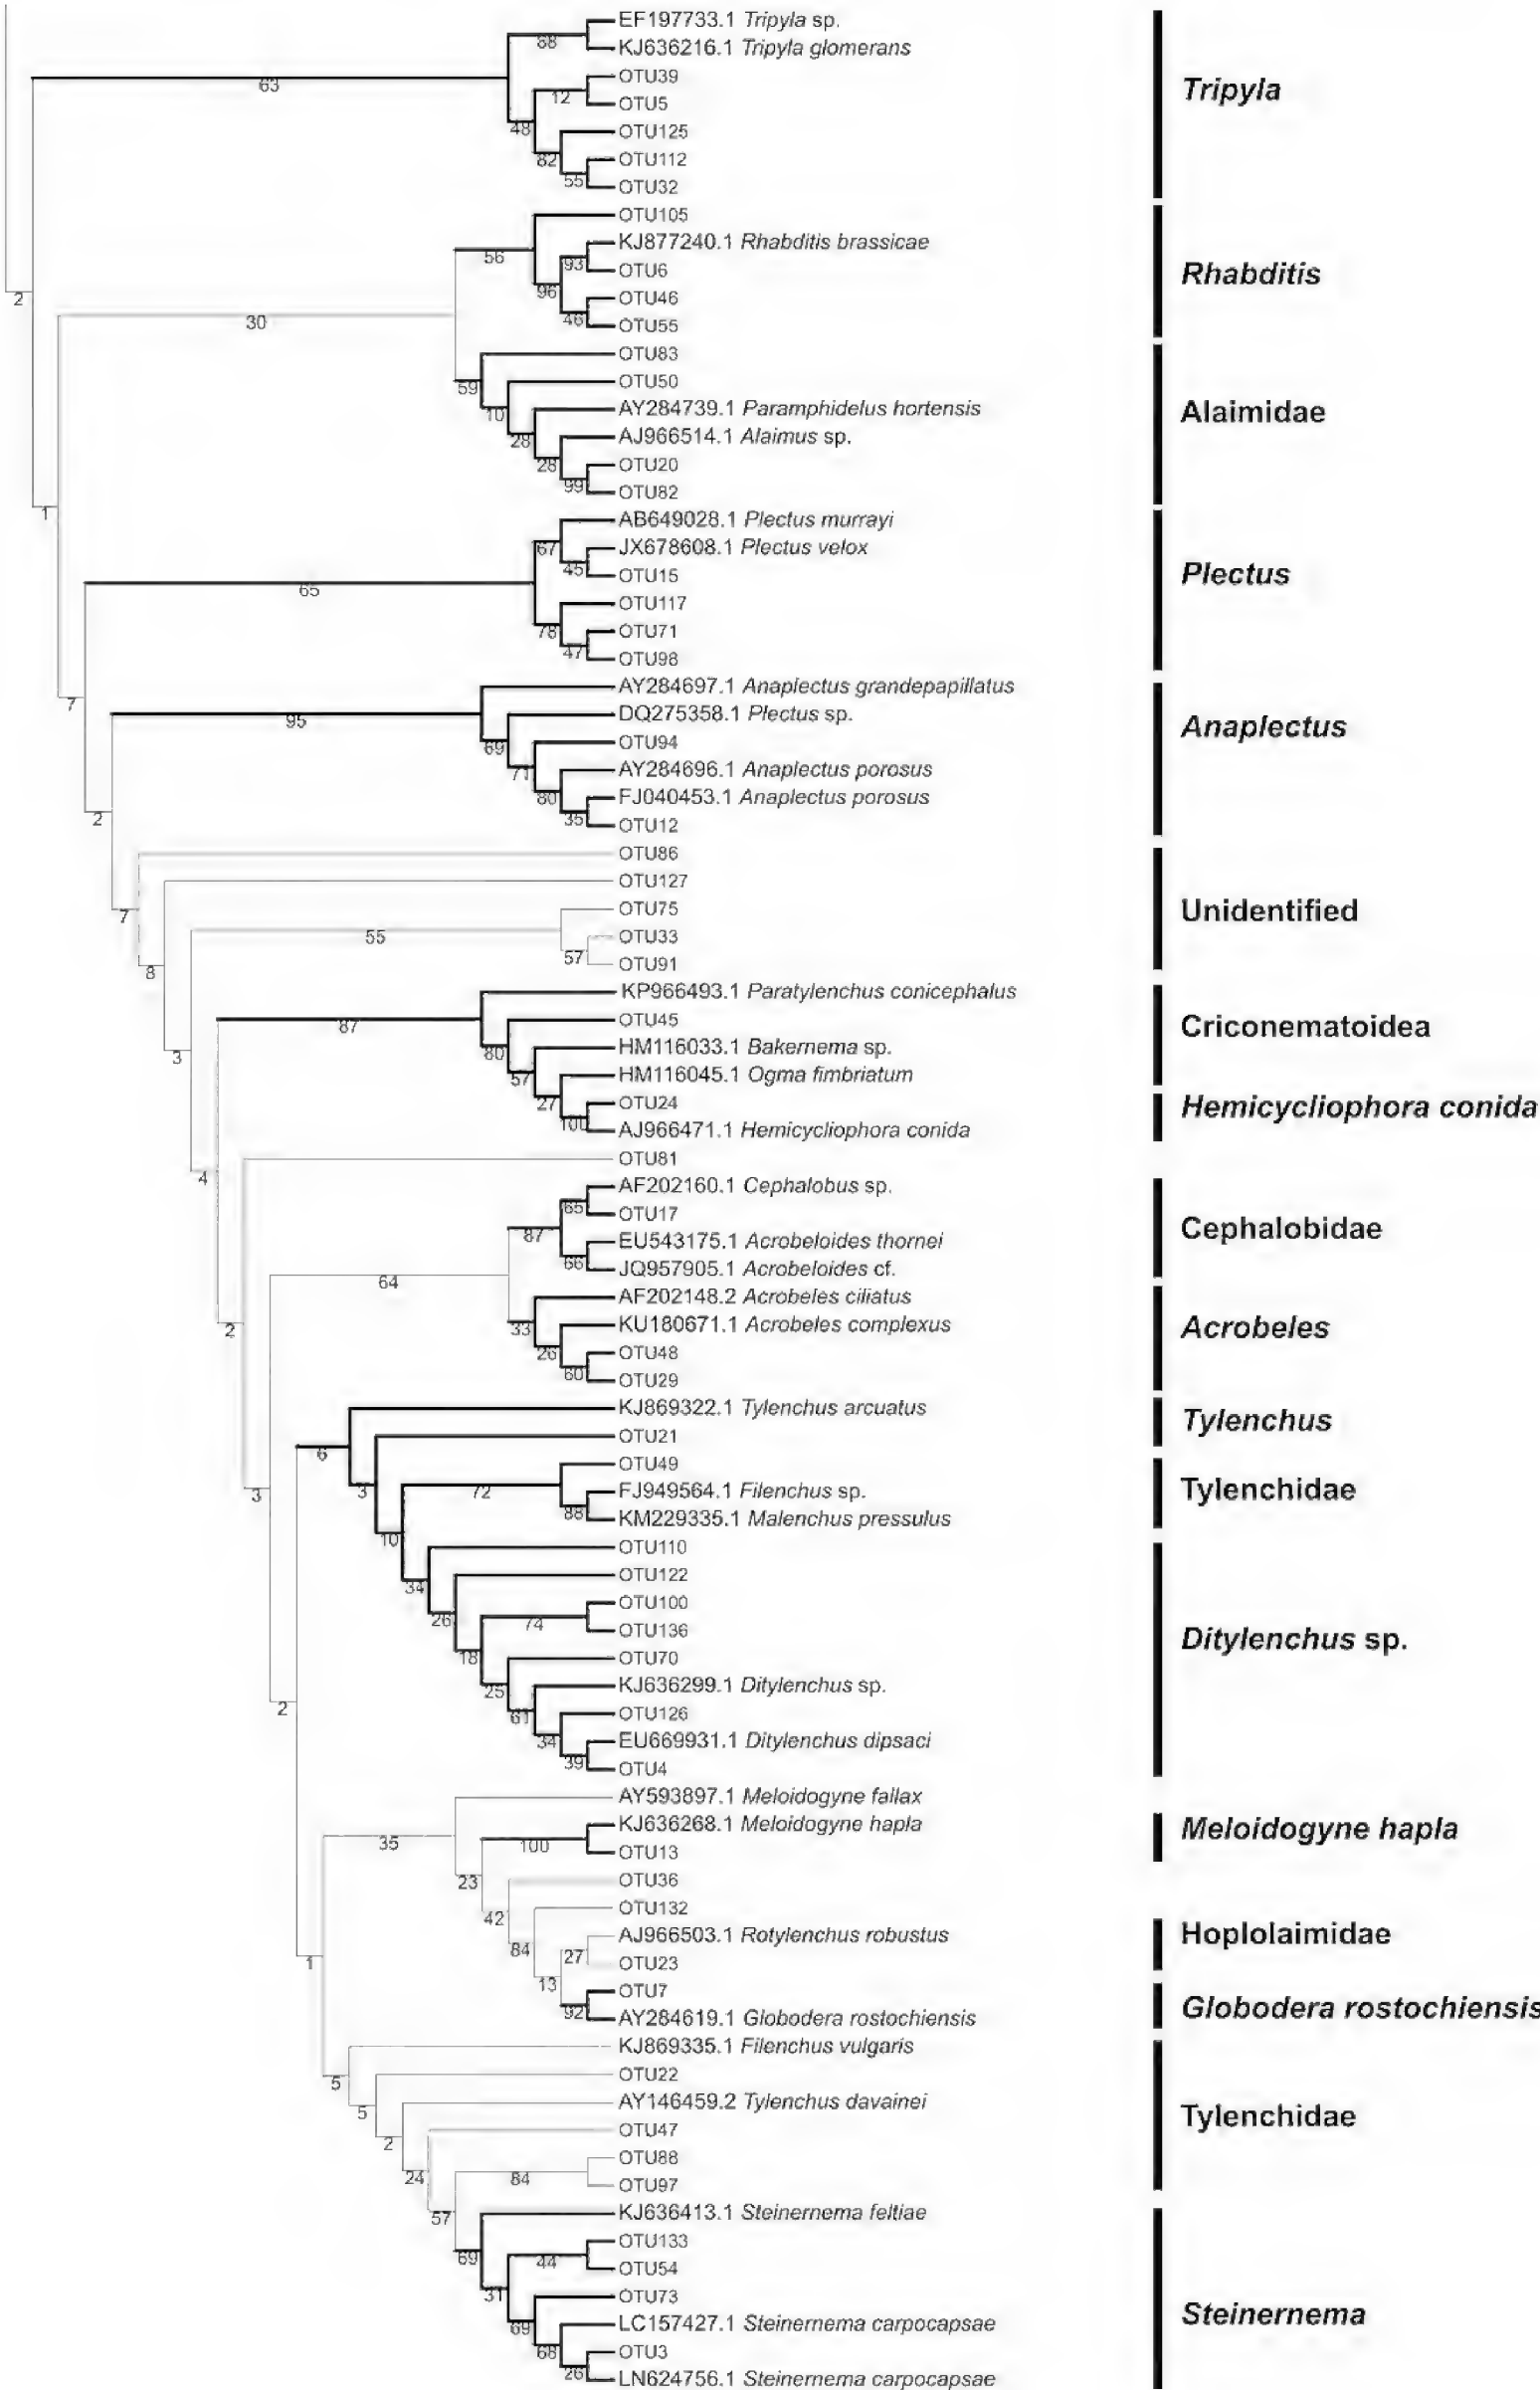 EF197733.1 Tripyla sp.
88
KJ636216.1 Tripyla glomerans
OTU39
63
Tripyla
12
OTU5
48
OTU125
82
OTU112
55
OTU32
OTU105
KJ877240.1 Rhabditis brassicae
56
93
OTU6
Rhabditis
96
2
OTU46
30
46
OTU55
OTU83
59
OTU50
10
AY284739.1 Paramphidelus hortensis
Alaimidae
28
AJ966514.1 Alaimus sp.
28
OTU20
99
OTU82
1
AB649028.1 Plectus murrayi
67
JX678608.1 Plectus velox
45
OTU15
Plectus
65
OTU117
78
OTU71
47
OTU98
7
AY284697.1 Anaplectus grandepapillatus
95
DQ275358.1 Plectus sp.
Anaplectus
69
OTU94
71
AY284696.1 Anaplectus porosus
80
FJ040453.1 Anaplectus porosus
2
35
OTU12
OTU86
OTU127
7
OTU75
Unidentified
55
OTU33
57
OTU91
8
KP966493.1 Paratylenchus conicephalus
87
OTU45
Criconematoidea
80
HM116033.1 Bakernema sp.
3
57
HM116045.1 Ogma fimbriatum
27
OTU24
Hemicycliophora conida
100
AJ966471.1 Hemicycliophora conida
OTU81
4
AF202160.1 Cephalobus sp.
65
OTU17
87
Cephalobidae
EU543175.1 Acrobeloides thornei
66
JQ957905.1 Acrobeloides cf.
64
AF202148.2 Acrobeles ciliatus
2
33
KU180671.1 Acrobeles complexus
Acrobeles
26
OTU48
60
OTU29
KJ869322.1 Tylenchus arcuatus
Tylenchus
OTU21
6
OTU49
3
3
72
FJ949564.1 Filenchus sp.
Tylenchidae
88
KM229335.1 Malenchus pressulus
10
OTU110
34
OTU122
26
OTU100
74
OTU136
Ditylenchus sp.
18
OTU70
25
KJ636299.1 Ditylenchus sp.
2
61
OTU126
34
EU669931.1 Ditylenchus dipsaci
39
OTU4
AY593897.1 Meloidogyne fallax
KJ636268.1 Meloidogyne hapla
Meloidogyne hapla
35
100
OTU13
23
OTU36
42
OTU132
84
AJ966503.1 Rotylenchus robustus
Hoplolaimidae
27
OTU23
1
13
OTU7
92
AY284619.1 Globodera rostochiensis
Globodera rostochiensis
KJ869335.1 Filenchus vulgaris
5
OTU22
5
AY146459.2 Tylenchus davainei
Tylenchidae
2
OTU47
24
OTU88
84
OTU97
57
KJ636413.1 Steinernema feltiae
69
OTU133
44
OTU54
31
OTU73
Steinernema
69
LC157427.1 Steinernema carpocapsae
68
OTU3
26
LN624756.1 Steinernema carpocapsae